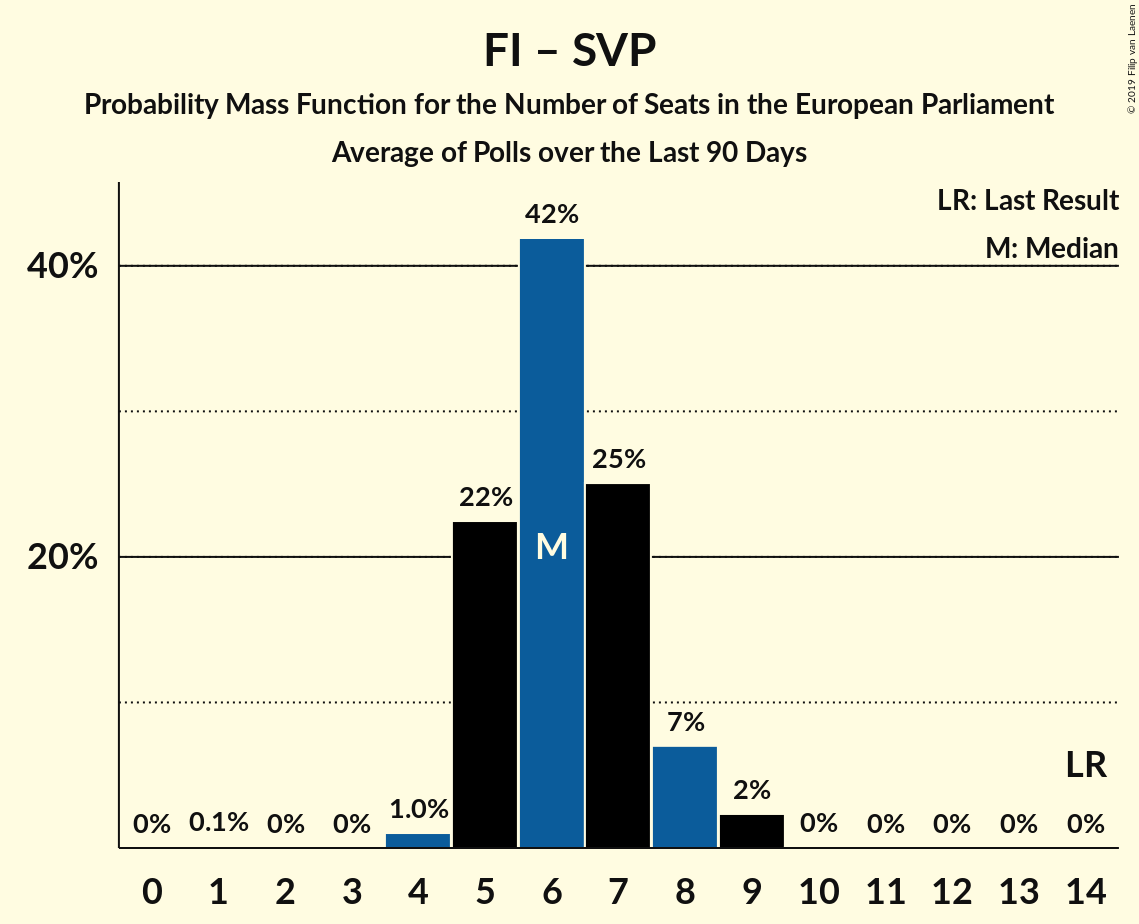 FI – SVP
Probability Mass Function for the Number of Seats in the European Parliament
Average of Polls over the Last 90 Days
© 2019 Filip van Laenen
LR: Last Result
M: Median
42%
40%
25%
22%
M
20%
7%
LR
2%
1.0%
0% 0.1% 0% 0% 0% 0% 0% 0% 0%
0 1 2 3 4 5 6 7 8 9 10 11 12 13 14